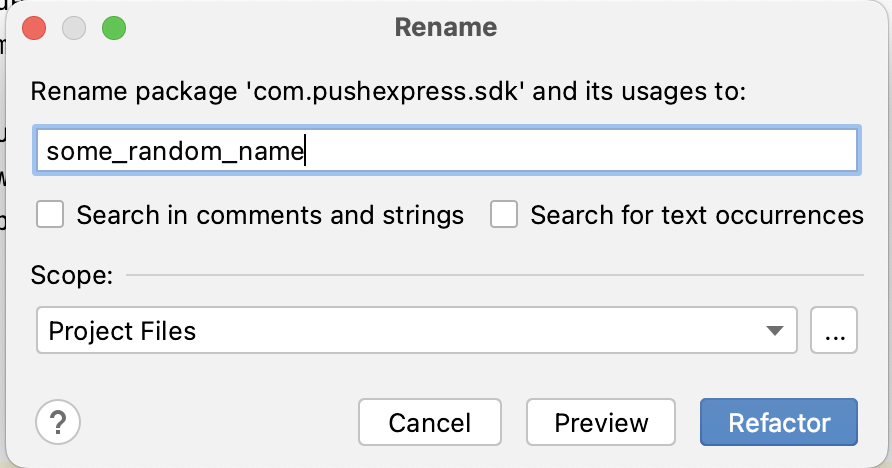 Rename
Rename package 'com.pushexpress.sdk' and its usages to:
some_random_name
Search in comments and strings Search for text occurrences
Scope:
Project Files ...
? Cancel Preview Refactor